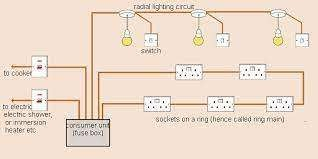 radial lighting circuit
switch
to cooker
to electric
electric shower,
or immersion
heater etc
consumer unit
(fuse box)
sockets on a ring (hence called ring main)